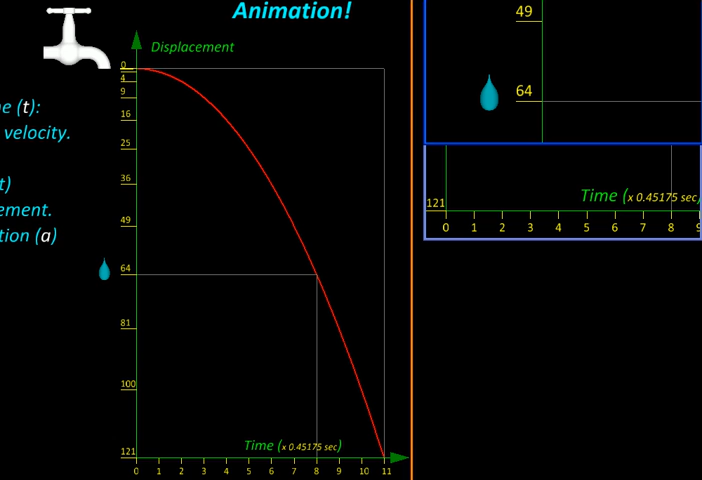 Animation!
Displacement
e (t):
velocity.
t)
ement.
tion (a)
0
4
9
16
25
36
49
64
81
100
121
Time (x 0.45175 sec)
0 1 2 3 4 5 6 7 8 9 10 11
49
64
121
Time (x 0.45175 sec)
0 1 2 3 4 5 6 7 8 9